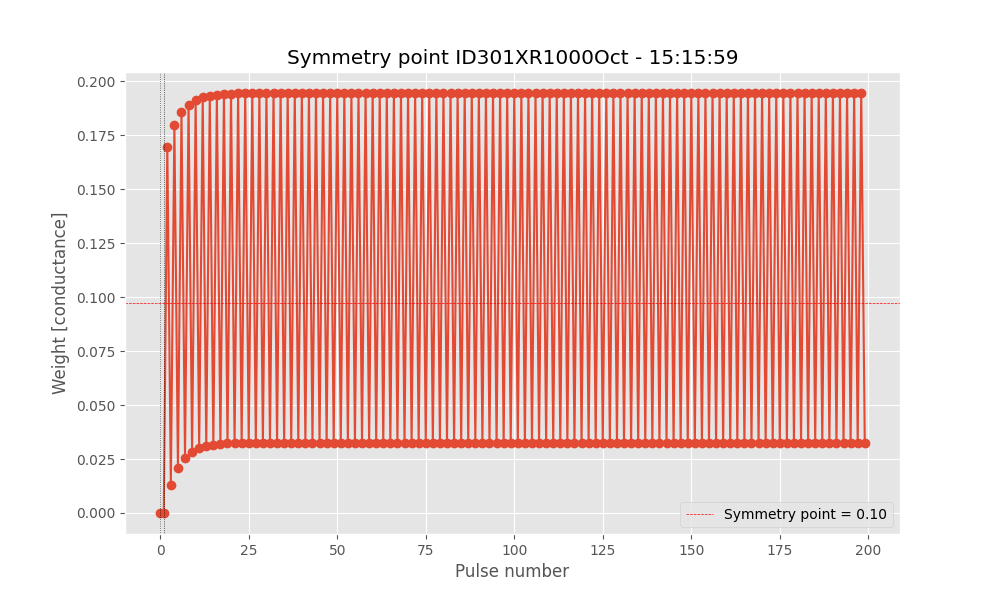 Symmetry point ID301XR1000Oct - 15:15:59
0.200
0.175
0.150
0.125
0.100
0.075
0.050
0.025
0.000
Weight [conductance]
Symmetry point = 0.10
0 25 50 75 100 125 150 175 200
Pulse number